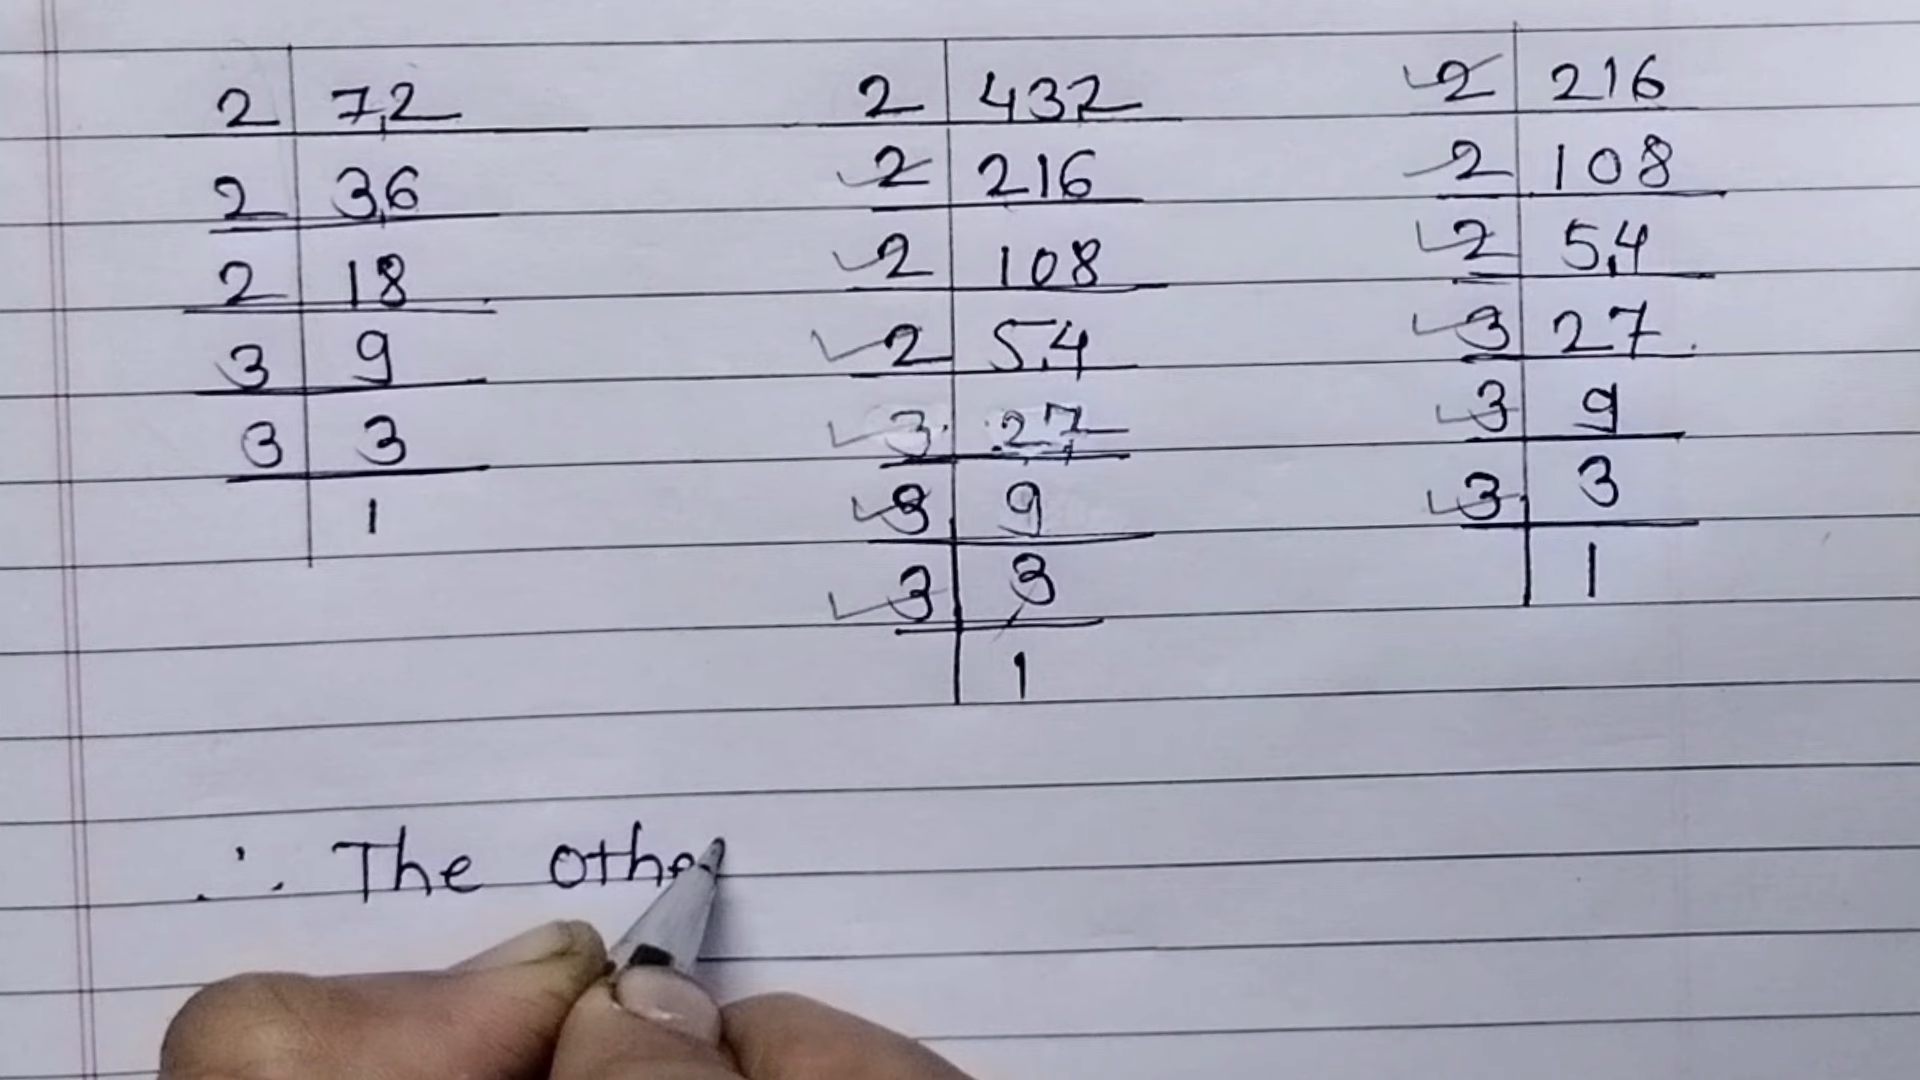 2 72 2 432 2 216
2 36 2 216 2 108
2 18 2 108 2 54
3 9 2 54 3 27
3 3 3 27 3 9
1 3 9 3 3
3 3 1
1
∴ The other